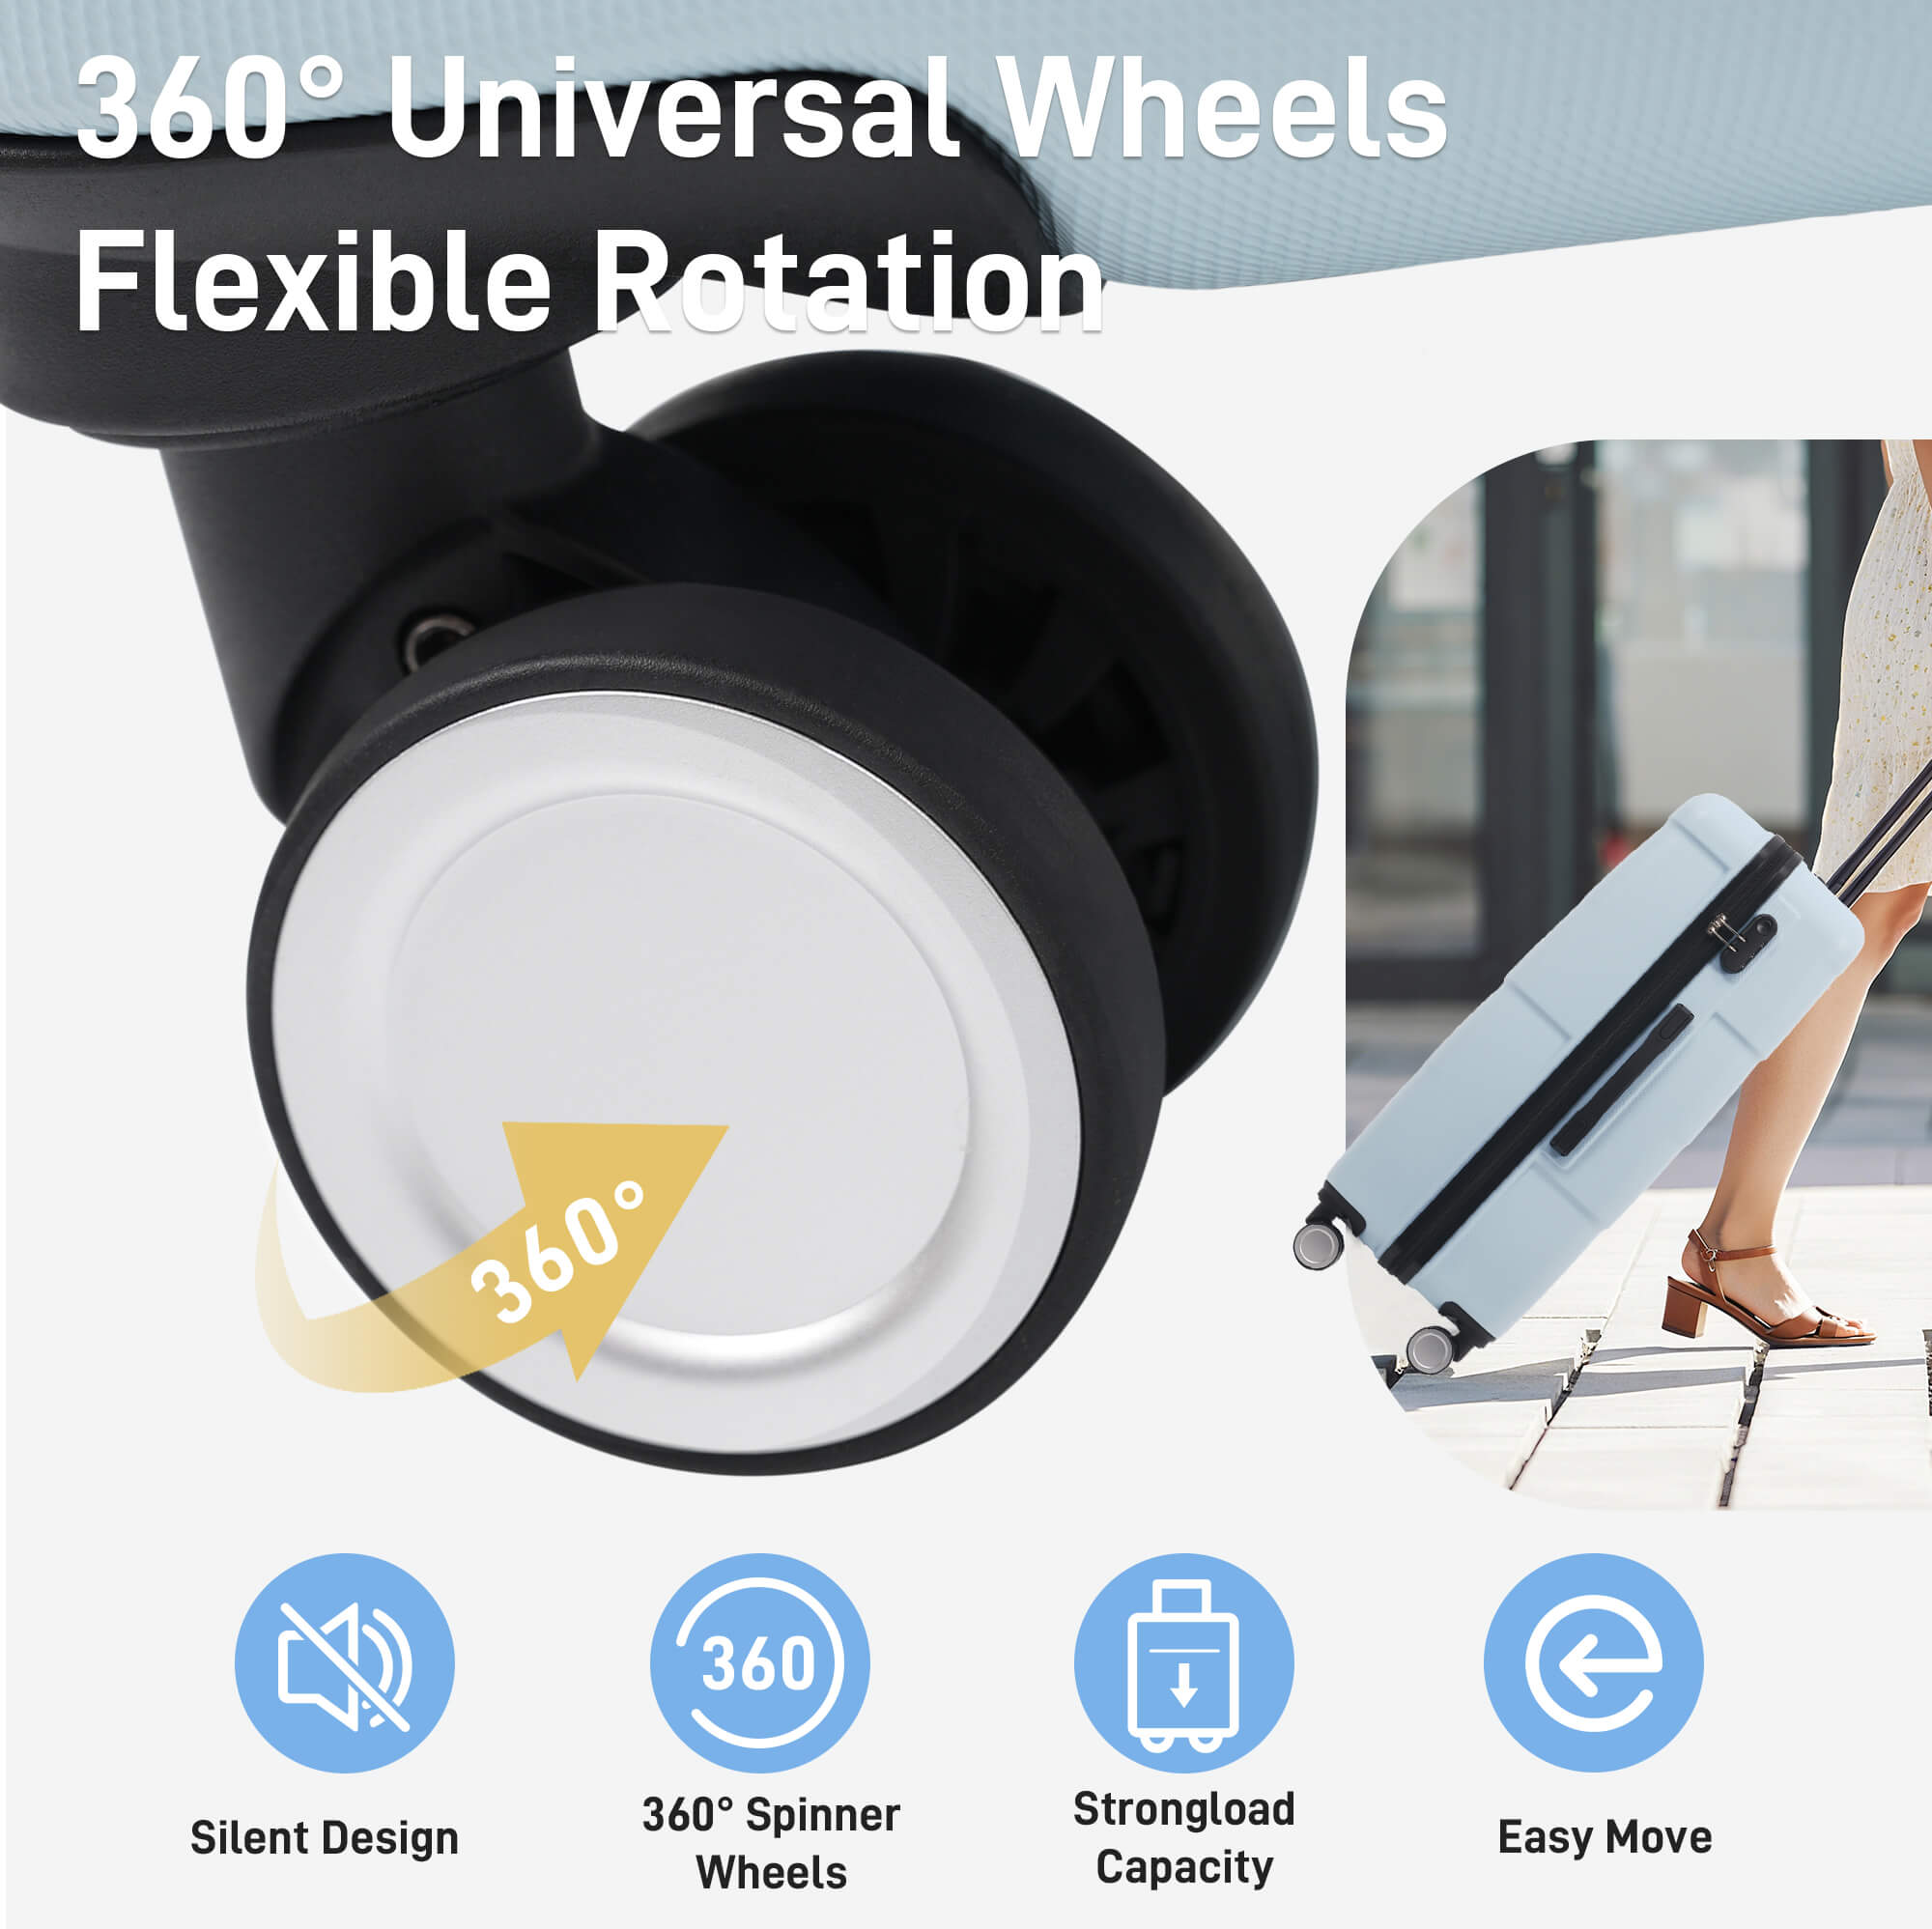 360° Universal Wheels
Flexible Rotation
360°
360
Silent Design
360° Spinner
Wheels
Strongload
Capacity
Easy Move